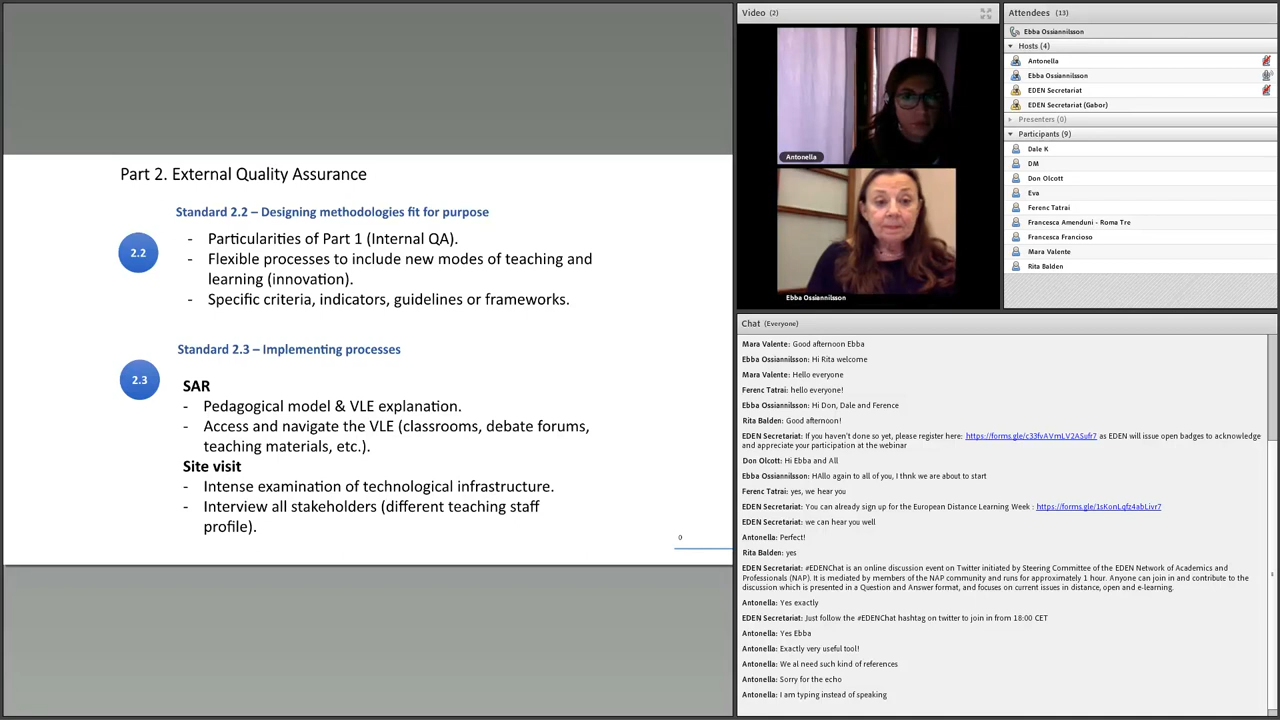 Part 2. External Quality Assurance
Standard 2.2 – Designing methodologies fit for purpose
2.2
- Particularities of Part 1 (Internal QA).
- Flexible processes to include new modes of teaching and
learning (innovation).
- Specific criteria, indicators, guidelines or frameworks.
Standard 2.3 – Implementing processes
2.3
SAR
- Pedagogical model & VLE explanation.
- Access and navigate the VLE (classrooms, debate forums,
teaching materials, etc.).
Site visit
- Intense examination of technological infrastructure.
- Interview all stakeholders (different teaching staff
profile).
0
Video (2)
Antonella
Ebba Ossiannilsson
Attendees (13)
Ebba Ossiannilsson
Hosts (4)
Antonella
Ebba Ossiannilsson
EDEN Secretariat
EDEN Secretariat (Gabor)
Presenters (0)
Participants (9)
Dale K
DM
Don Olcott
Eva
Ferenc Tatrai
Francesca Amenduni - Roma Tre
Francesca Francioso
Mara Valente
Rita Balden
Chat (Everyone)
Mara Valente: Good afternoon Ebba
Ebba Ossiannilsson: Hi Rita welcome
Mara Valente: Hello everyone
Ferenc Tatrai: hello everyone!
Ebba Ossiannilsson: Hi Don, Dale and Ference
Rita Balden: Good afternoon!
EDEN Secretariat: If you haven't done so yet, please register here: https://forms.gle/c33fvAVmLV2ASufr7 as EDEN will issue open badges to acknowledge
and appreciate your participation at the webinar
Don Olcott: Hi Ebba and All
Ebba Ossiannilsson: HAllo again to all of you, I thnk we are about to start
Ferenc Tatrai: yes, we hear you
EDEN Secretariat: You can already sign up for the European Distance Learning Week : https://forms.gle/1sKonLqfz4abLivr7
EDEN Secretariat: we can hear you well
Antonella: Perfect!
Rita Balden: yes
EDEN Secretariat: #EDENChat is an online discussion event on Twitter initiated by Steering Committee of the EDEN Network of Academics and
Professionals (NAP). It is mediated by members of the NAP community and runs for approximately 1 hour. Anyone can join in and contribute to the
discussion which is presented in a Question and Answer format, and focuses on current issues in distance, open and e-learning.
Antonella: Yes exactly
EDEN Secretariat: Just follow the #EDENChat hashtag on twitter to join in from 18:00 CET
Antonella: Yes Ebba
Antonella: Exactly very useful tool!
Antonella: We al need such kind of references
Antonella: Sorry for the echo
Antonella: I am typing instead of speaking